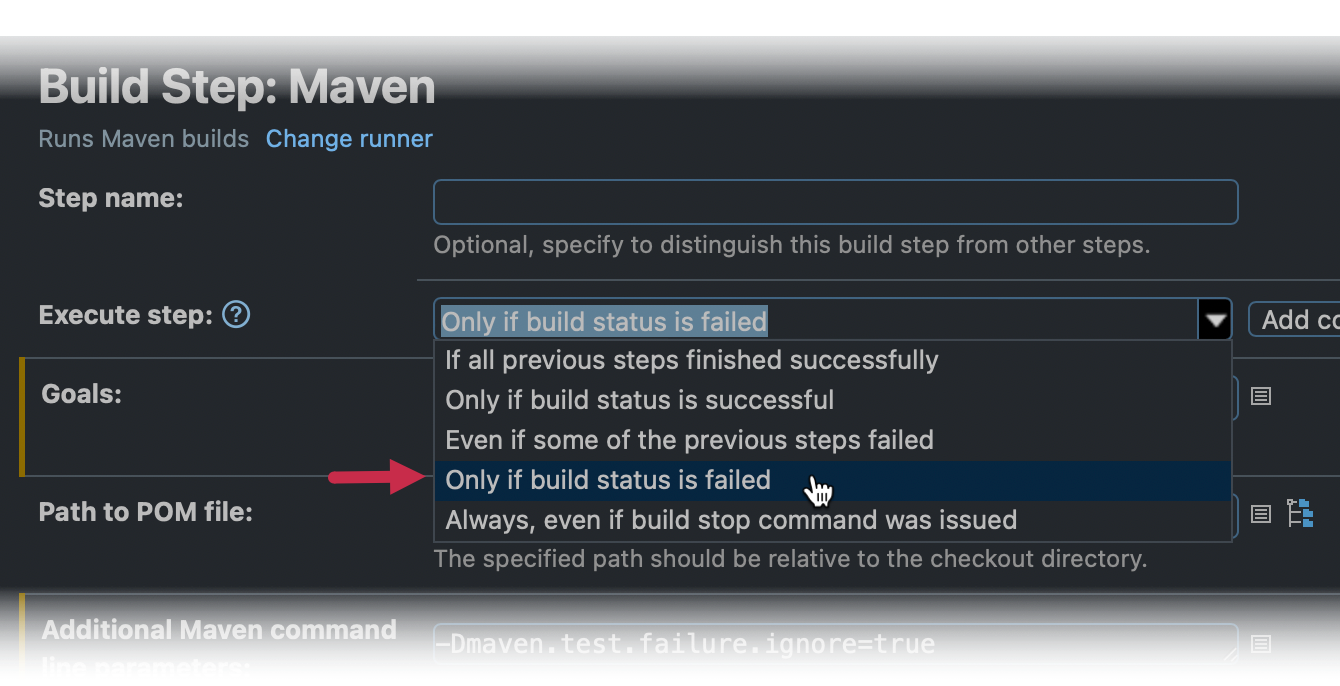 Build Step: Maven
Runs Maven builds Change runner
Step name:
Optional, specify to distinguish this build step from other steps.
Execute step: ?
Only if build status is failed
Add co
If all previous steps finished successfully
Goals:
Only if build status is successful
Even if some of the previous steps failed
Only if build status is failed
Path to POM file:
Always, even if build stop command was issued
The specified path should be relative to the checkout directory.
Additional Maven command
line parameters:
-Dmaven.test.failure.ignore=true